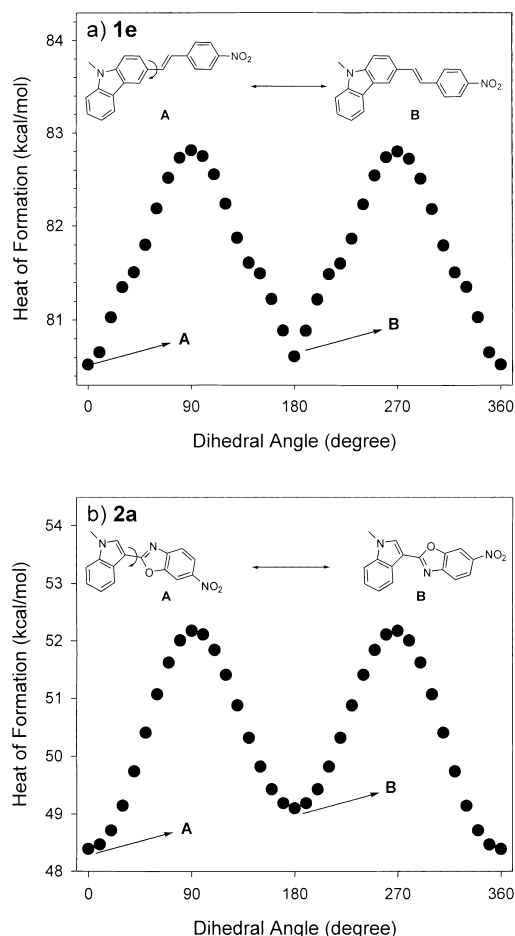 a) 1e
84
83
82
81
Heat of Formation (kcal/mol)
N
NO2
A
N
NO2
B
A
B
0 90 180 270 360
Dihedral Angle (degree)
b) 2a
54
53
52
51
50
49
48
Heat of Formation (kcal/mol)
N
N
O
NO2
A
N
O
N
NO2
B
A
B
0 90 180 270 360
Dihedral Angle (degree)